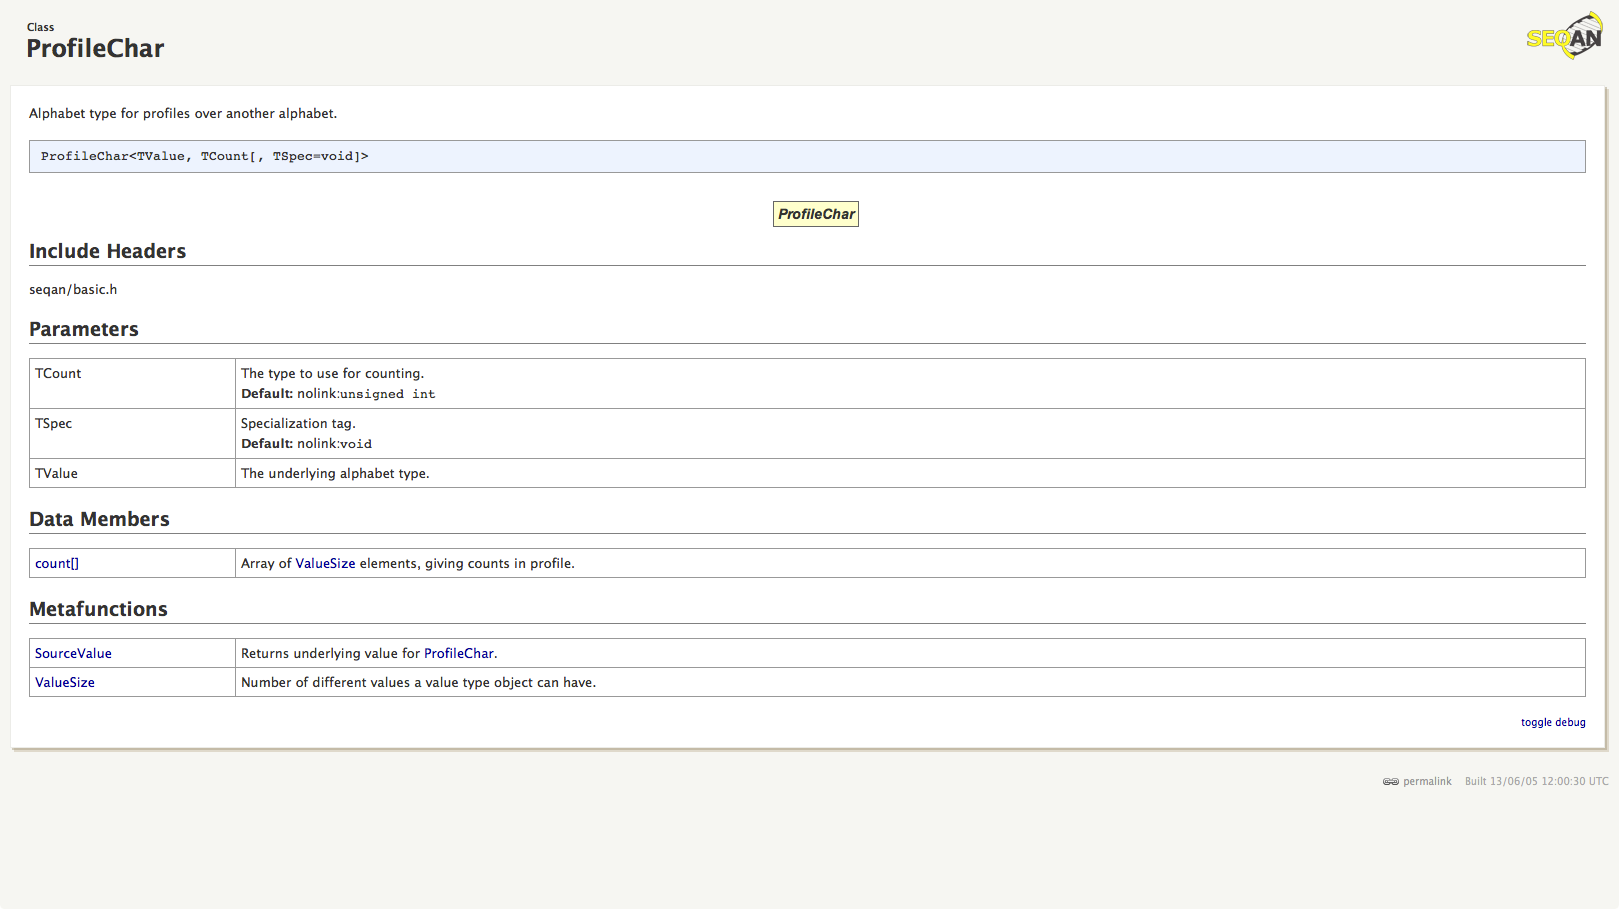 Class
ProfileChar
SEQAN
Alphabet type for profiles over another alphabet.
ProfileChar<TValue, TCount[, TSpec=void]>
ProfileChar
Include Headers
seqan/basic.h
Parameters
TCount
The type to use for counting.
Default: nolink:unsigned int
TSpec
Specialization tag.
Default: nolink:void
TValue
The underlying alphabet type.
Data Members
count[]
Array of ValueSize elements, giving counts in profile.
Metafunctions
SourceValue
Returns underlying value for ProfileChar.
ValueSize
Number of different values a value type object can have.
toggle debug
permalink Built 13/06/05 12:00:30 UTC